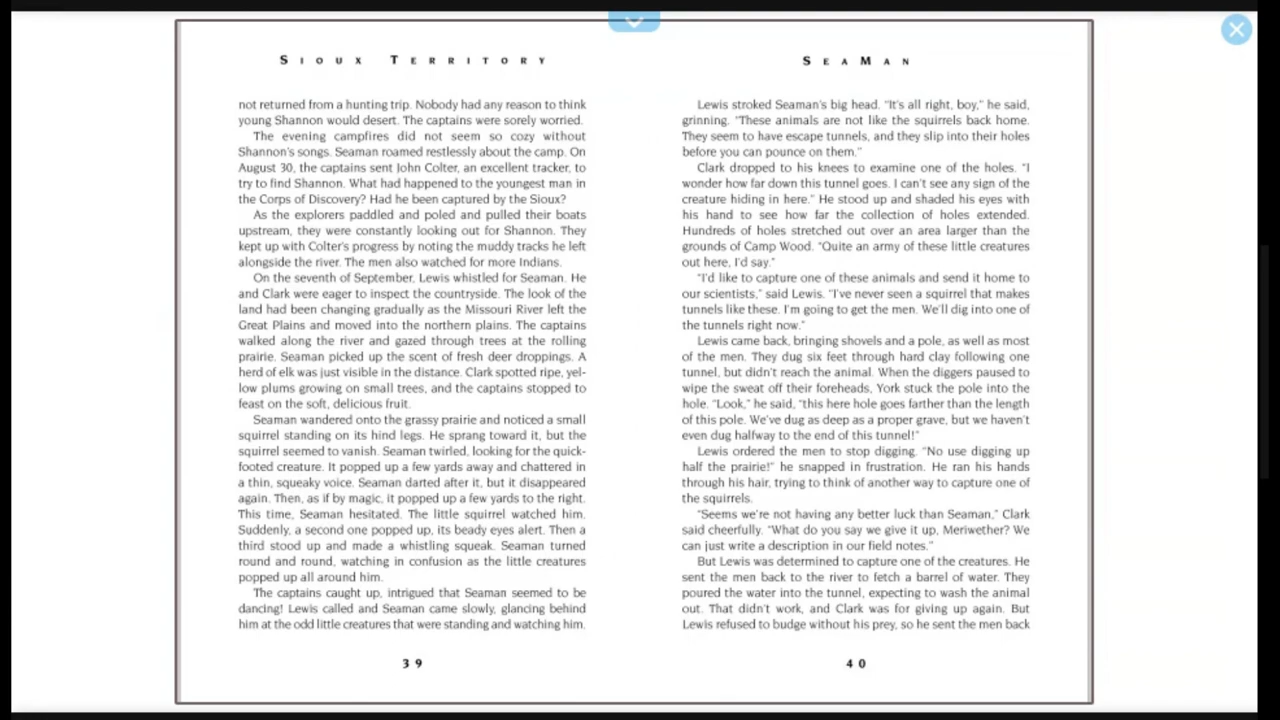 Sioux Territory
not returned from a hunting trip. Nobody had any reason to think
young Shannon would desert. The captains were sorely worried.
The evening campfires did not seem so cozy without
Shannon's songs. Seaman roamed restlessly about the camp. On
August 30, the captains sent John Colter, an excellent tracker, to
try to find Shannon. What had happened to the youngest man in
the Corps of Discovery? Had he been captured by the Sioux?
As the explorers paddled and poled and pulled their boats
upstream, they were constantly looking out for Shannon. They
kept up with Colter's progress by noting the muddy tracks he left
alongside the river. The men also watched for more Indians.
On the seventh of September, Lewis whistled for Seaman. He
and Clark were eager to inspect the countryside. The look of the
land had been changing gradually as the Missouri River left the
Great Plains and moved into the northern plains. The captains
walked along the river and gazed through trees at the rolling
prairie. Seaman picked up the scent of fresh deer droppings. A
herd of elk was just visible in the distance. Clark spotted ripe, yel-
low plums growing on small trees, and the captains stopped to
feast on the soft, delicious fruit.
Seaman wandered onto the grassy prairie and noticed a small
squirrel standing on its hind legs. He sprang toward it, but the
squirrel seemed to vanish. Seaman twirled, looking for the quick-
footed creature. It popped up a few yards away and chattered in
a thin, squeaky voice. Seaman darted after it, but it disappeared
again. Then, as if by magic, it popped up a few yards to the right.
This time, Seaman hesitated. The little squirrel watched him.
Suddenly, a second one popped up, its beady eyes alert. Then a
third stood up and made a whistling squeak. Seaman turned
round and round, watching in confusion as the little creatures
popped up all around him.
The captains caught up, intrigued that Seaman seemed to be
dancing! Lewis called and Seaman came slowly, glancing behind
him at the odd little creatures that were standing and watching him.
39
SeaMan
Lewis stroked Seaman's big head. "It's all right, boy," he said,
grinning. "These animals are not like the squirrels back home.
They seem to have escape tunnels, and they slip into their holes
before you can pounce on them."
Clark dropped to his knees to examine one of the holes. "I
wonder how far down this tunnel goes. I can't see any sign of the
creature hiding in here." He stood up and shaded his eyes with
his hand to see how far the collection of holes extended.
Hundreds of holes stretched out over an area larger than the
grounds of Camp Wood. "Quite an army of these little creatures
out here, I'd say."
"I'd like to capture one of these animals and send it home to
our scientists," said Lewis. "I've never seen a squirrel that makes
tunnels like these. I'm going to get the men. We'll dig into one of
the tunnels right now."
Lewis came back, bringing shovels and a pole, as well as most
of the men. They dug six feet through hard clay following one
tunnel, but didn't reach the animal. When the diggers paused to
wipe the sweat off their foreheads, York stuck the pole into the
hole. "Look," he said, "this here hole goes farther than the length
of this pole. We've dug as deep as a proper grave, but we haven't
even dug halfway to the end of this tunnel!"
Lewis ordered the men to stop digging. "No use digging up
half the prairie!" he snapped in frustration. He ran his hands
through his hair, trying to think of another way to capture one of
the squirrels.
"Seems we're not having any better luck than Seaman," Clark
said cheerfully. "What do you say we give it up, Meriwether? We
can just write a description in our field notes."
But Lewis was determined to capture one of the creatures. He
sent the men back to the river to fetch a barrel of water. They
poured the water into the tunnel, expecting to wash the animal
out. That didn't work, and Clark was for giving up again. But
Lewis refused to budge without his prey, so he sent the men back
40